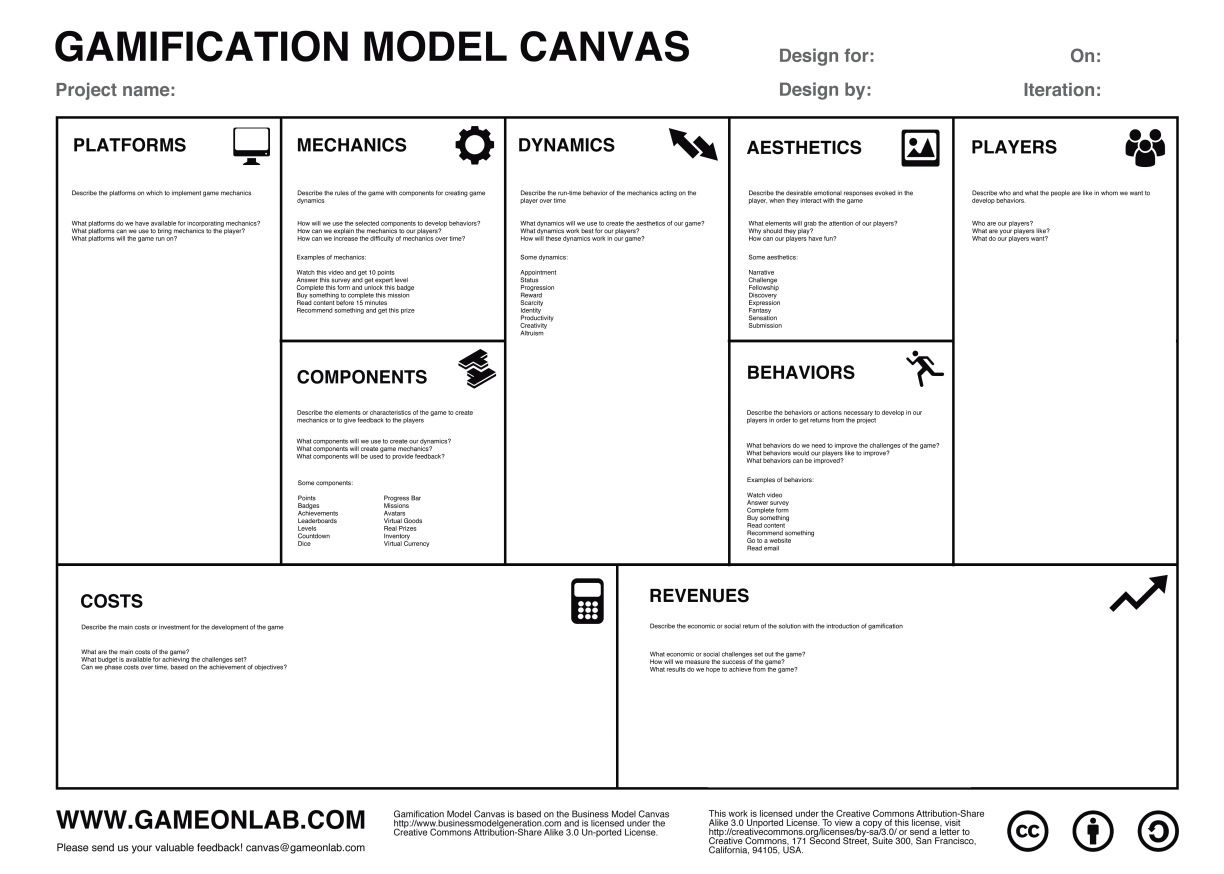 GAMIFICATION MODEL CANVAS
Design for:
On:
Project name:
Design by:
Iteration:
PLATFORMS
Describe the platforms on which to implement game mechanics
What platforms do we have available for incorporating mechanics?
What platforms can we use to bring mechanics to the player?
What platforms will the game run on?
MECHANICS
Describe the rules of the game with components for creating game
dynamics
How will we use the selected components to develop behaviors?
How can we explain the mechanics to our players?
How can we increase the difficulty of mechanics over time?
Examples of mechanics:
Watch this video and get 10 points
Answer this survey and get expert level
Complete this form and unlock this badge
Buy something to complete this mission
Read content before 15 minutes
Recommend something and get this prize
COMPONENTS
Describe the elements or characteristics of the game to create
mechanics or to give feedback to the players
What components will we use to create our dynamics?
What components will create game mechanics?
What components will be used to provide feedback?
Some components:
Points
Badges
Achievements
Leaderboards
Levels
Countdown
Dice
Progress Bar
Missions
Avatars
Virtual Goods
Real Prizes
Inventory
Virtual Currency
DYNAMICS
Describe the run-time behavior of the mechanics acting on the
player over time
What dynamics will we use to create the aesthetics of our game?
What dynamics work best for our players?
How will these dynamics work in our game?
Some dynamics:
Appointment
Status
Progression
Reward
Scarcity
Identity
Productivity
Creativity
Altruism
AESTHETICS
Describe the desirable emotional responses evoked in the
player, when they interact with the game
What elements will grab the attention of our players?
Why should they play?
How can our players have fun?
Some aesthetics:
Narrative
Challenge
Fellowship
Discovery
Expression
Fantasy
Sensation
Submission
BEHAVIORS
Describe the behaviors or actions necessary to develop in our
players in order to get returns from the project
What behaviors do we need to improve the challenges of the game?
What behaviors would our players like to improve?
What behaviors can be improved?
Examples of behaviors:
Watch video
Answer survey
Complete form
Buy something
Read content
Recommend something
Go to a website
Read email
PLAYERS
Describe who and what the people are like in whom we want to
develop behaviors.
Who are our players?
What are your players like?
What do our players want?
COSTS
Describe the main costs or investment for the development of the game
What are the main costs of the game?
What budget is available for achieving the challenges set?
Can we phase costs over time, based on the achievement of objectives?
REVENUES
Describe the economic or social return of the solution with the introduction of gamification
What economic or social challenges set out the game?
How will we measure the success of the game?
What results do we hope to achieve from the game?
WWW.GAMEONLAB.COM
Please send us your valuable feedback! canvas@gameonlab.com
Gamification Model Canvas is based on the Business Model Canvas
http://www.businessmodelgeneration.com and is licensed under the
Creative Commons Attribution-Share Alike 3.0 Un-ported License.
This work is licensed under the Creative Commons Attribution-Share
Alike 3.0 Unported License. To view a copy of this license, visit
http://creativecommons.org/licenses/by-sa/3.0/ or send a letter to
Creative Commons, 171 Second Street, Suite 300, San Francisco,
California, 94105, USA.
cc